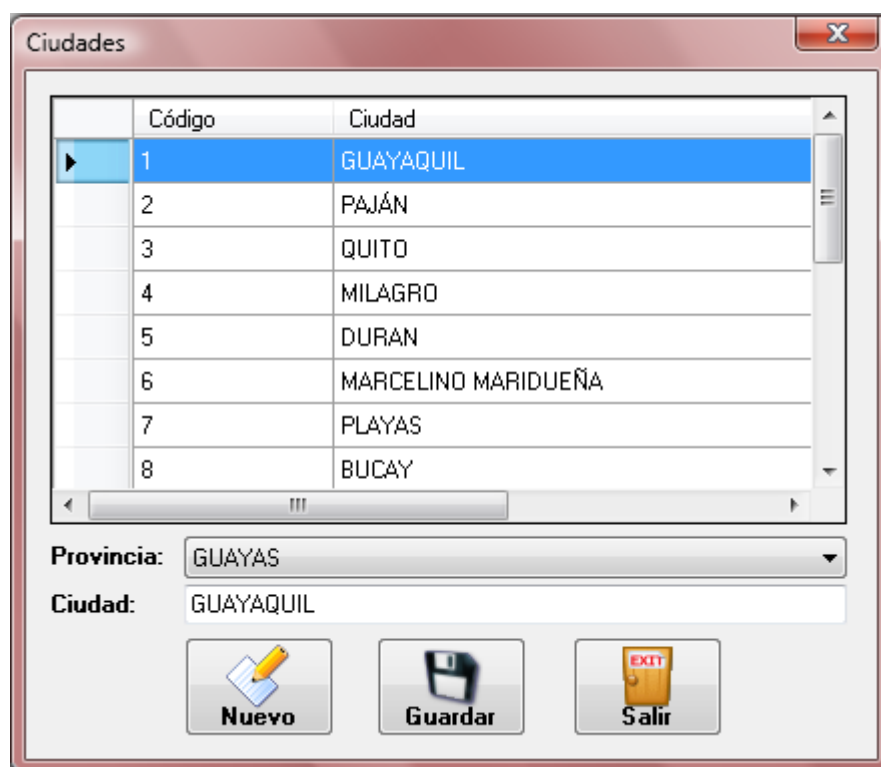 Ciudades
Código Ciudad
1 GUAYAQUIL
2 PAJÁN
3 QUITO
4 MILAGRO
5 DURAN
6 MARCELINO MARIDUEÑA
7 PLAYAS
8 BUCAY
Provincia: GUAYAS
Ciudad: GUAYAQUIL
EXIT
Nuevo Guardar Salir